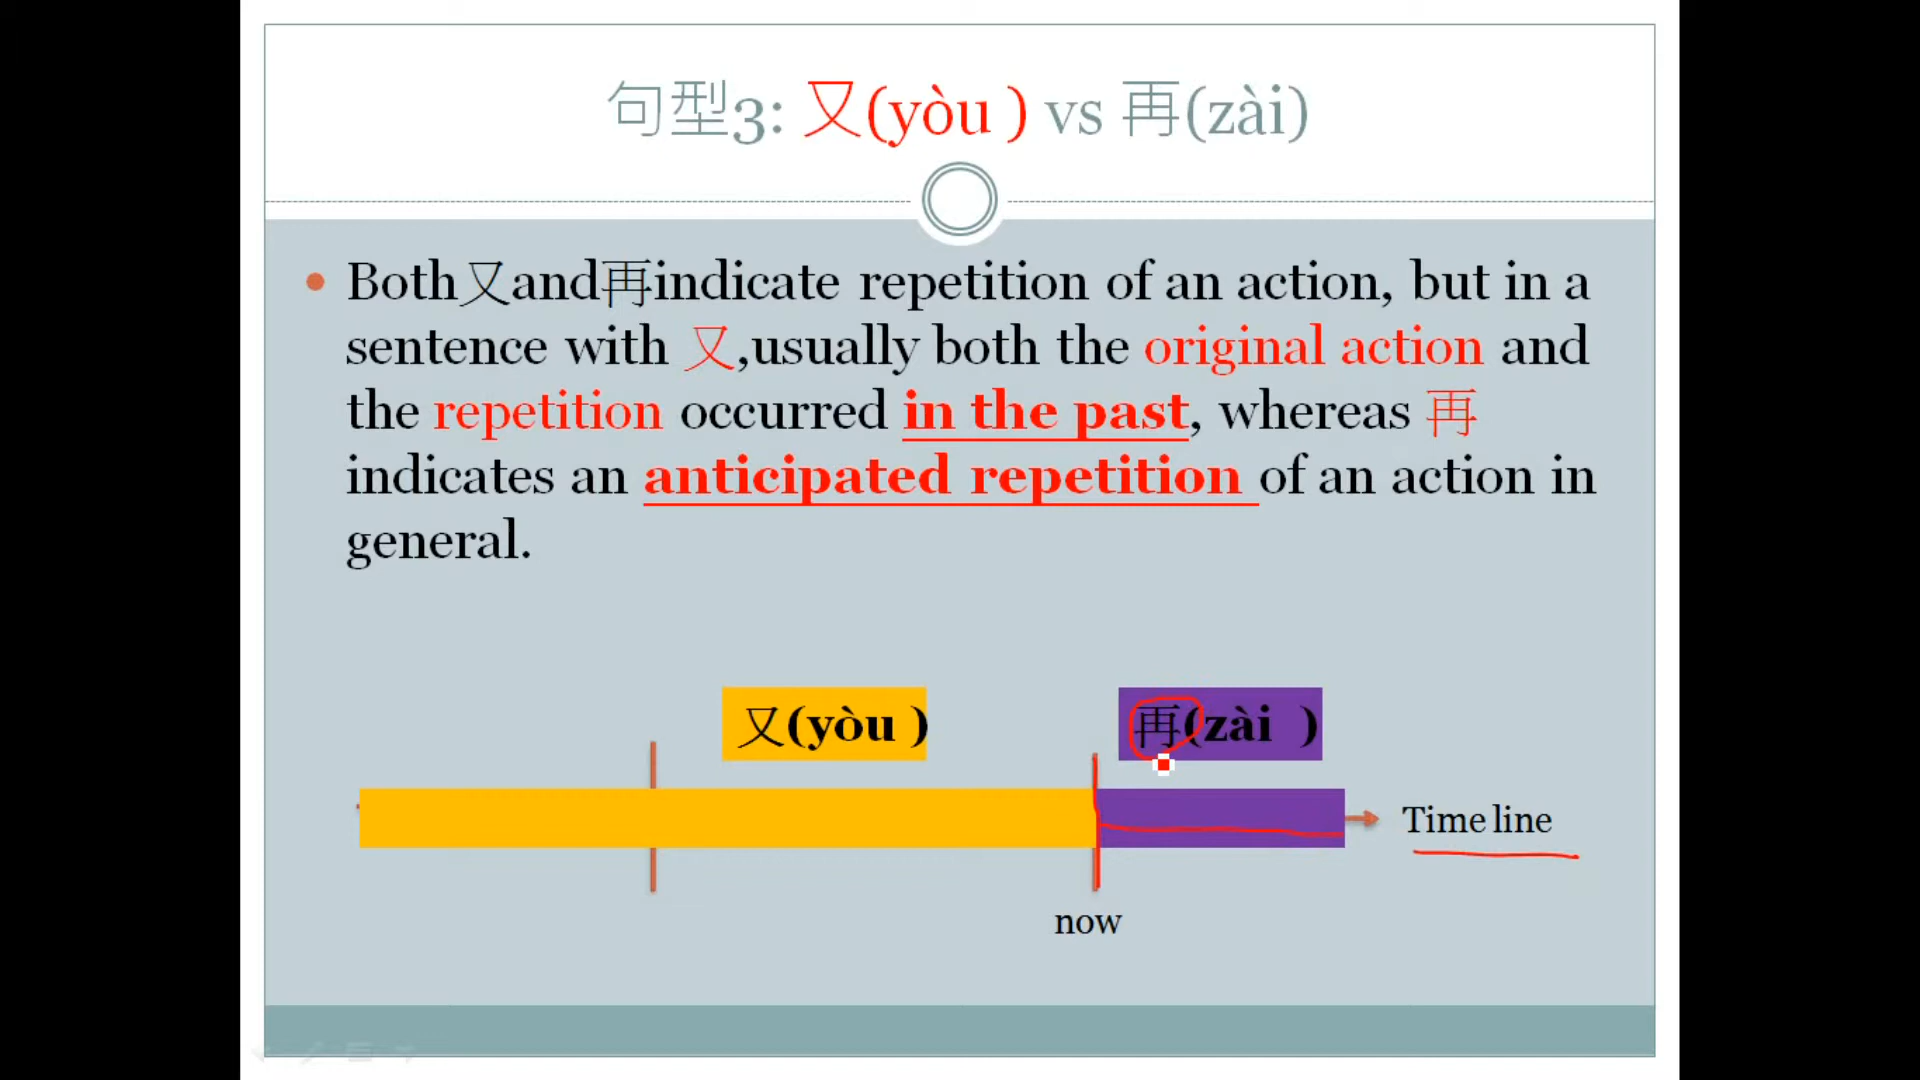 句型3: 又(yòu ) vs 再(zài)
Both又and再indicate repetition of an action, but in a
sentence with 又,usually both the original action and
the repetition occurred in the past, whereas 再
indicates an anticipated repetition of an action in
general.
又(yòu )
再(zài )
Time line
now